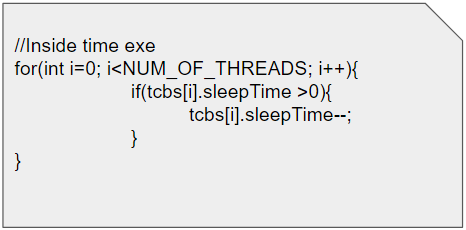 //Inside time exe
for(int i=0; i<NUM_OF_THREADS; i++){
if(tcbs[i].sleepTime >0){
tcbs[i].sleepTime--;
}
}